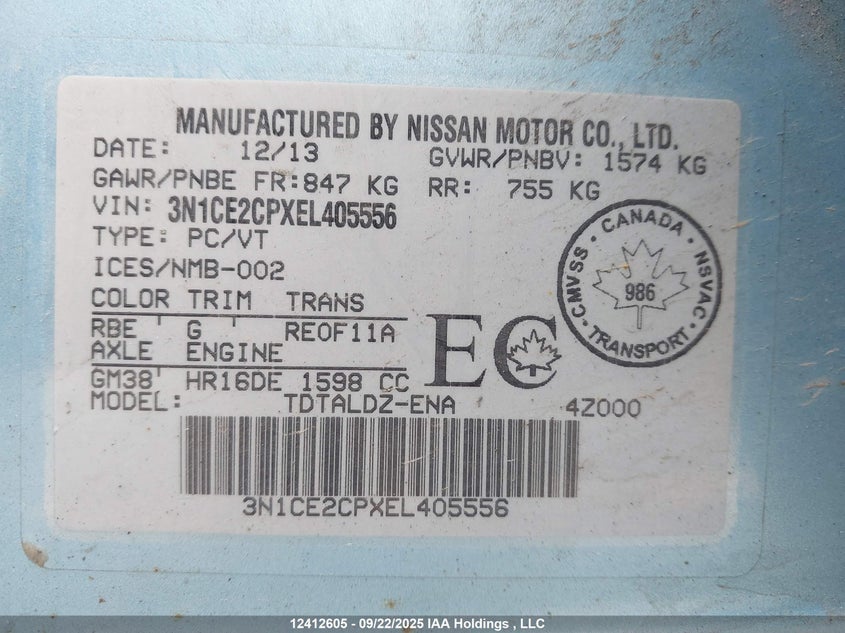 MANUFACTURED BY NISSAN MOTOR CO., LTD.
DATE: 12/13 GVWR/PNBV: 1574 KG
GAWR/PNBE FR:847 KG RR: 755 KG
VIN: 3N1CE2CPXEL405556
TYPE: PC/VT
ICES/NMB-002
COLOR TRIM TRANS
RBE G RE0F11A
AXLE ENGINE
GM38 HR16DE 1598 CC
MODEL: TDTALDZ-ENA 4Z000
EC
CANADA
CMVSS NSVAC
986
TRANSPORT
3N1CE2CPXEL405556
12412605 - 09/22/2025 IAA Holdings , LLC